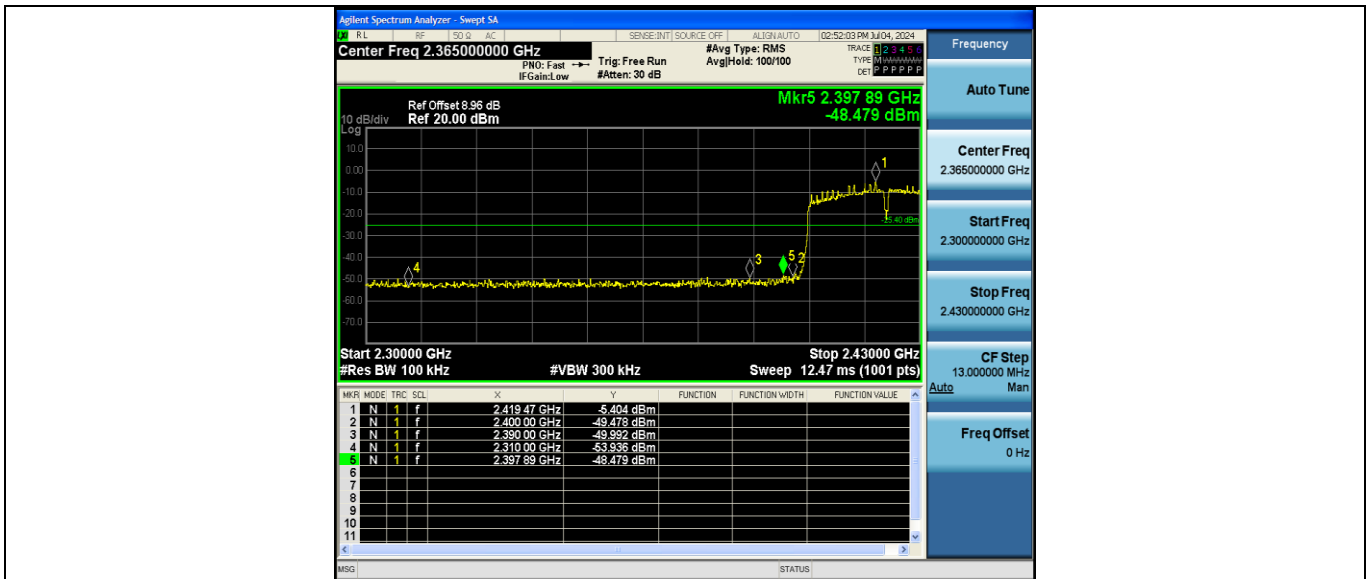 Agilent Spectrum Analyzer - Swept SA
RL RF 50 Ω AC SENSE:INT SOURCE OFF ALIGN AUTO 02:52:03 PM Jul 04, 2024
Center Freq 2.365000000 GHz
PNO: Fast
IFGain:Low
Trig: Free Run
#Atten: 30 dB
#Avg Type: RMS
Avg|Hold: 100/100
TRACE 1 2 3 4 5 6
TYPE M
DET P P P P P P
Ref Offset 8.96 dB
10 dB/div Ref 20.00 dBm
Log
Mkr5 2.397 89 GHz
-48.479 dBm
10.0
0.00
-10.0
-20.0
-30.0
-40.0
-50.0
-60.0
-70.0
1
-25.40 dBm
4
3
5
2
Start 2.30000 GHz Stop 2.43000 GHz
#Res BW 100 kHz #VBW 300 kHz Sweep 12.47 ms (1001 pts)
MKR MODE TRC SCL X Y FUNCTION FUNCTION WIDTH FUNCTION VALUE
1 N 1 f 2.419 47 GHz -5.404 dBm
2 N 1 f 2.400 00 GHz -49.478 dBm
3 N 1 f 2.390 00 GHz -49.992 dBm
4 N 1 f 2.310 00 GHz -53.936 dBm
5 N 1 f 2.397 89 GHz -48.479 dBm
6
7
8
9
10
11
MSG STATUS
Frequency
Auto Tune
Center Freq
2.365000000 GHz
Start Freq
2.300000000 GHz
Stop Freq
2.430000000 GHz
CF Step
13.000000 MHz
Auto Man
Freq Offset
0 Hz